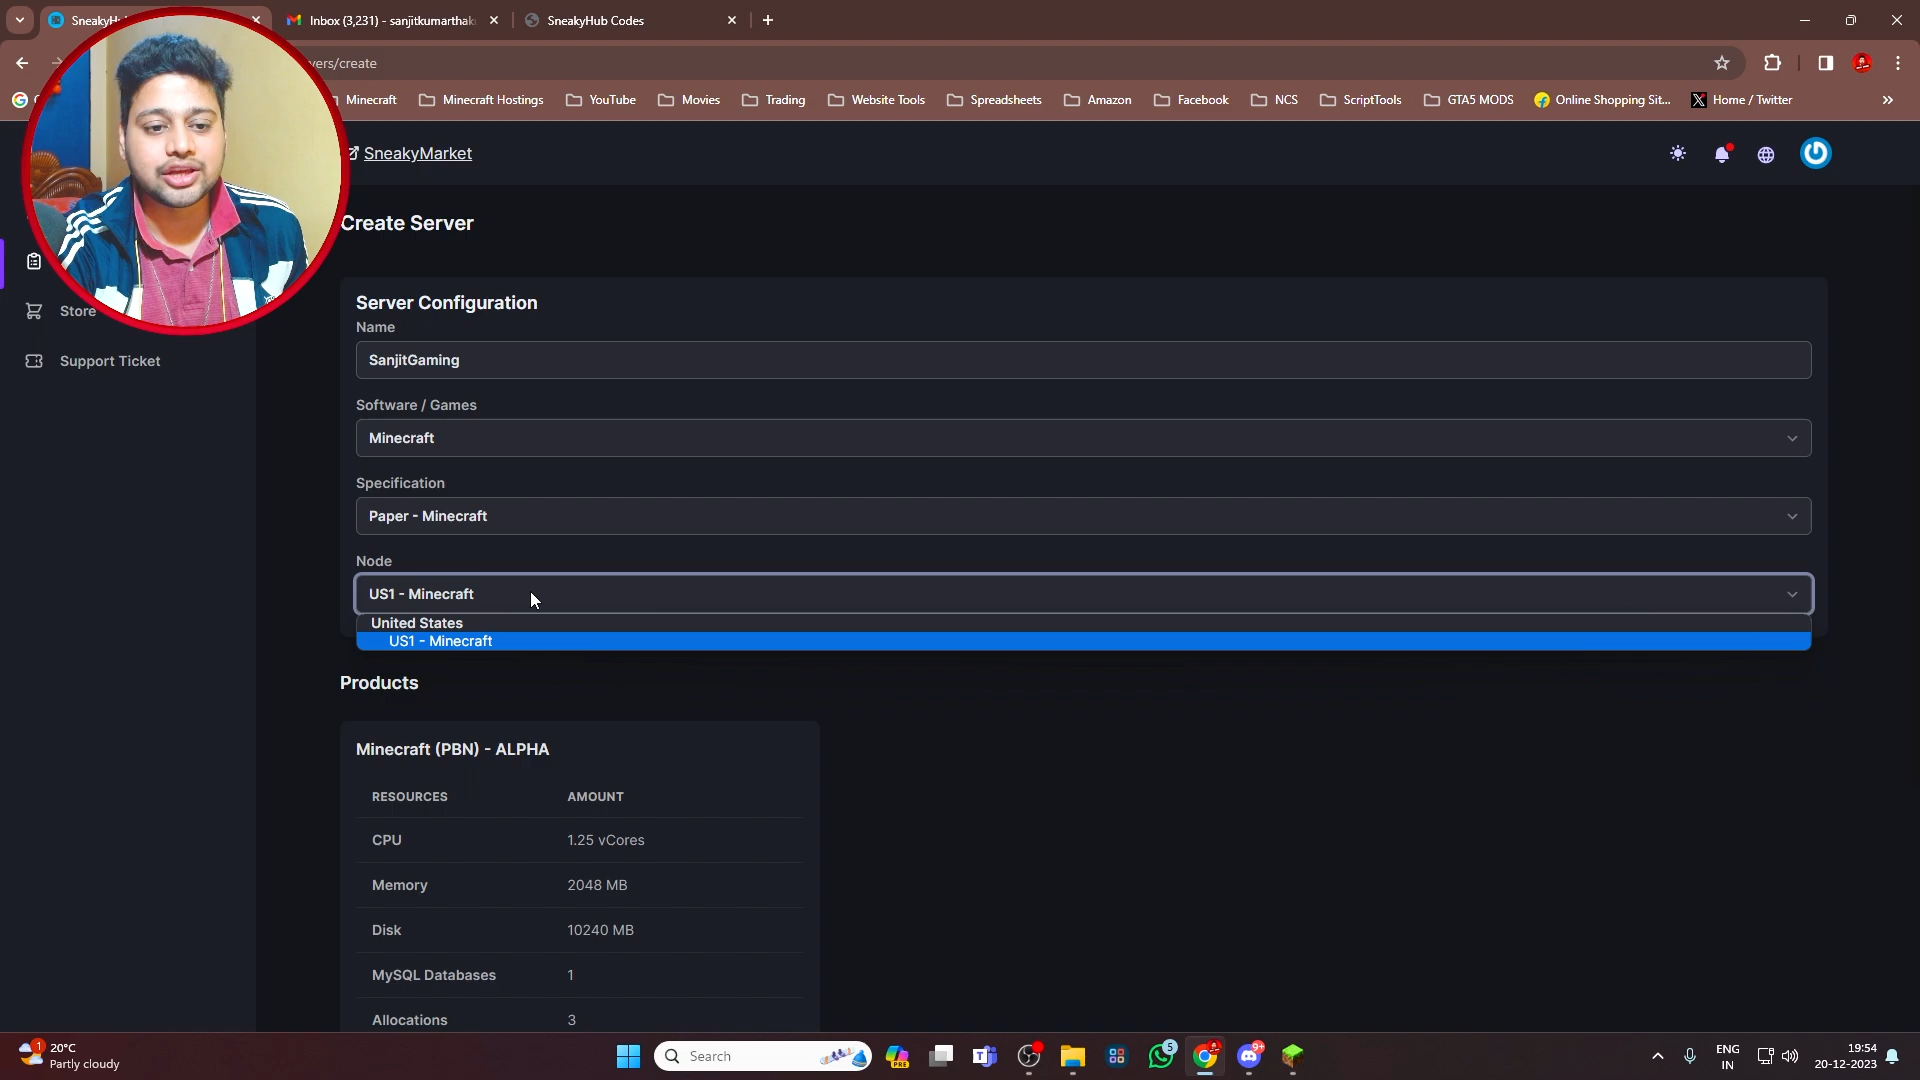 SneakyH
Inbox (3,231) - sanjitkumarthak
SneakyHub Codes
vers/create
Minecraft
Minecraft Hostings
YouTube
Movies
Trading
Website Tools
Spreadsheets
Amazon
Facebook
NCS
ScriptTools
GTA5 MODS
Online Shopping Sit...
Home / Twitter
SneakyMarket
Create Server
Store
Support Ticket
Server Configuration
Name
SanjitGaming
Software / Games
Minecraft
Specification
Paper - Minecraft
Node
US1 - Minecraft
United States
US1 - Minecraft
Products
Minecraft (PBN) - ALPHA
RESOURCES AMOUNT
CPU 1.25 vCores
Memory 2048 MB
Disk 10240 MB
MySQL Databases 1
Allocations 3
1
20°C
Partly cloudy
Search
PRE
5
9+
ENG
IN
19:54
20-12-2023